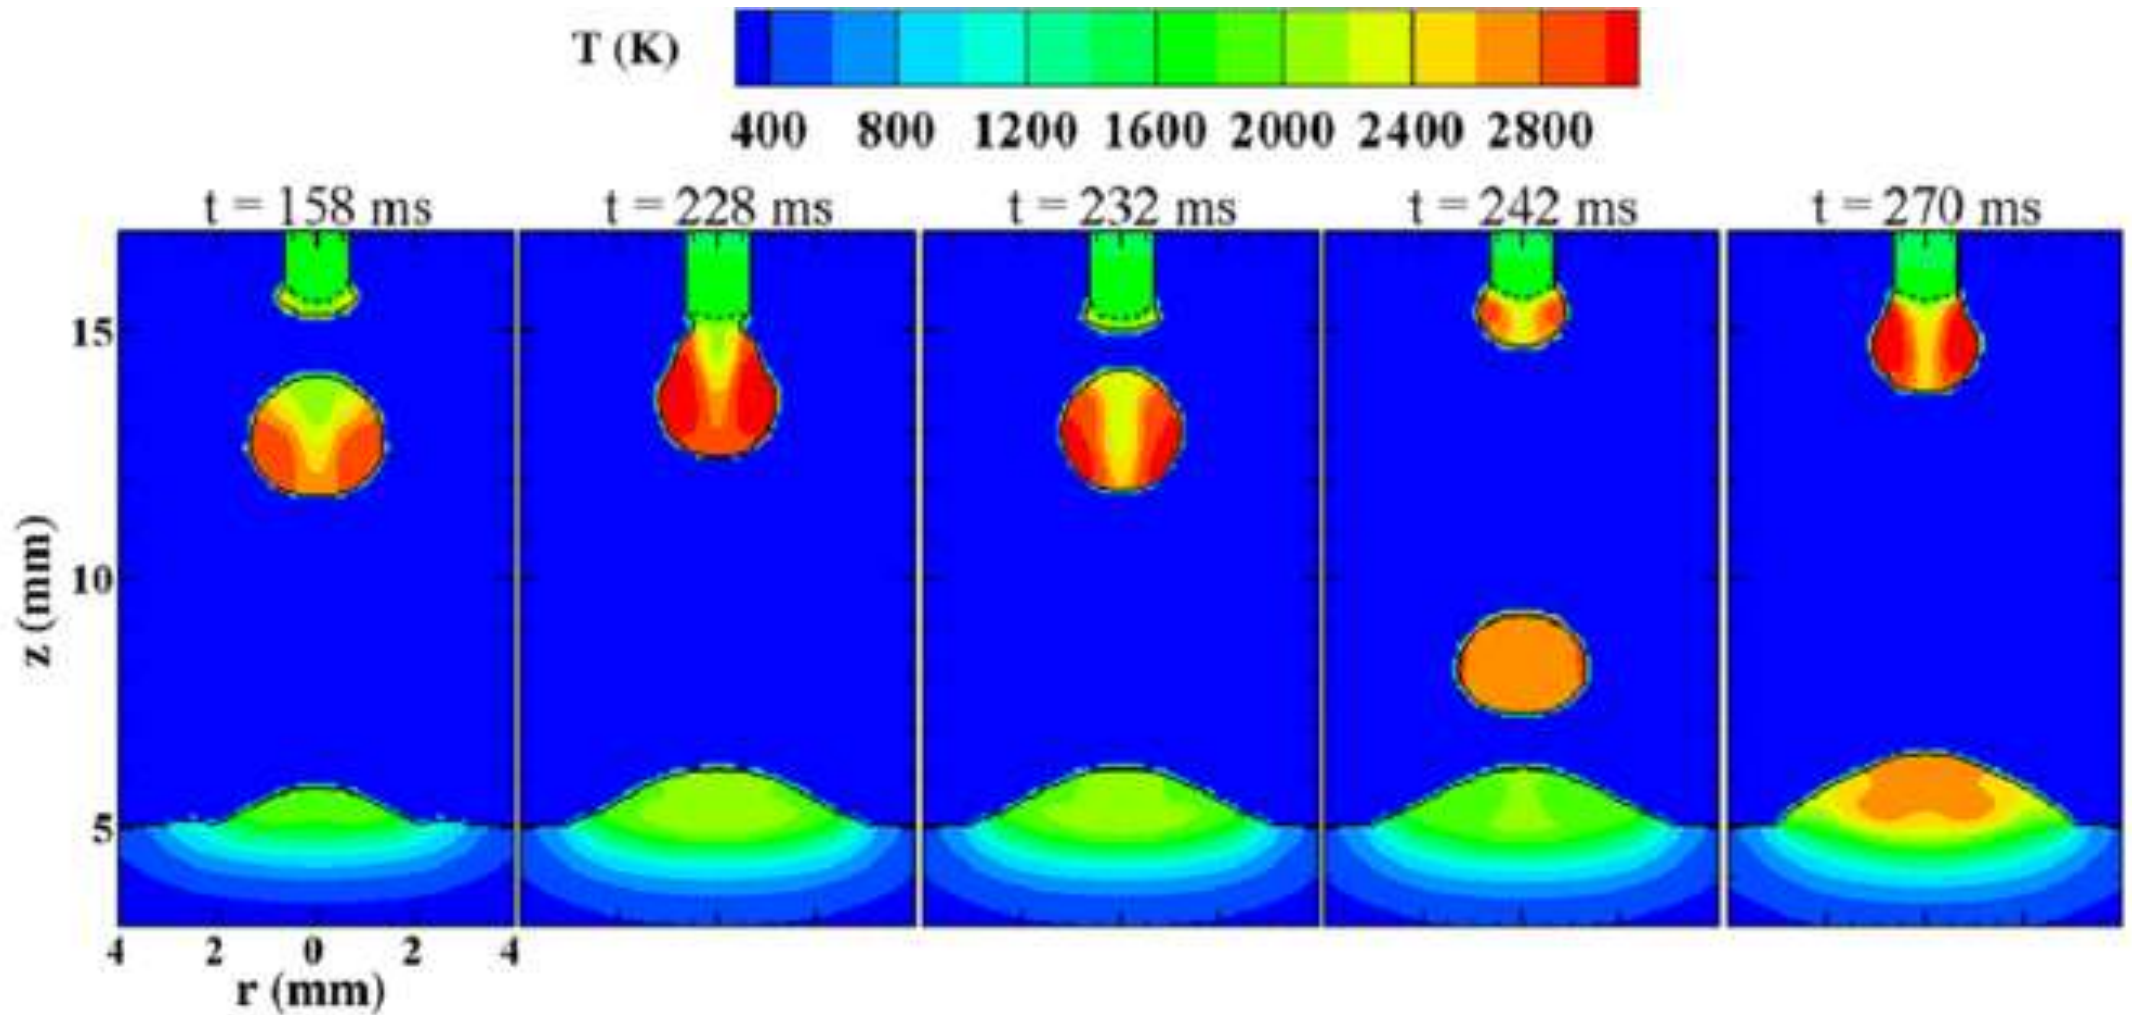 T (K)
400 800 1200 1600 2000 2400 2800
t = 158 ms t = 228 ms t = 232 ms t = 242 ms t = 270 ms
15
10
5
z (mm)
4 2 0 2 4
r (mm)